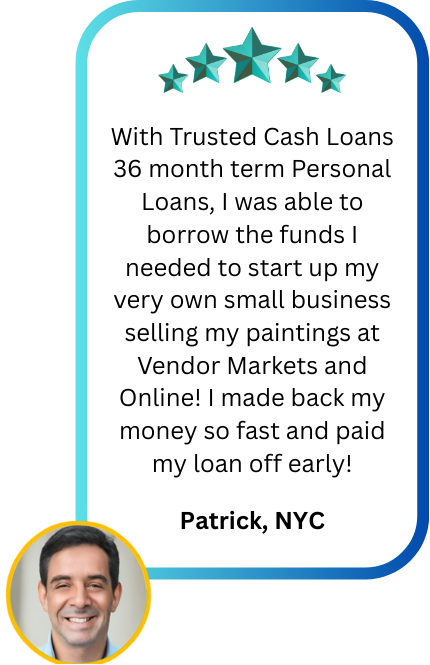 With Trusted Cash Loans
36 month term Personal
Loans, I was able to
borrow the funds I
needed to start up my
very own small business
selling my paintings at
Vendor Markets and
Online! I made back my
money so fast and paid
my loan off early!
Patrick, NYC